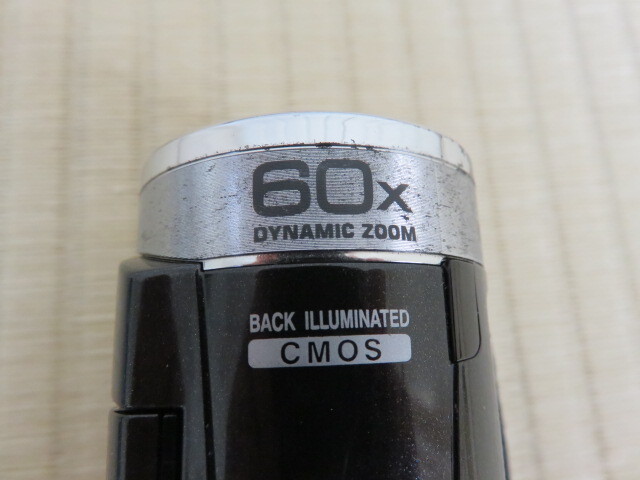 60x
DYNAMIC ZOOM
BACK ILLUMINATED
CMOS